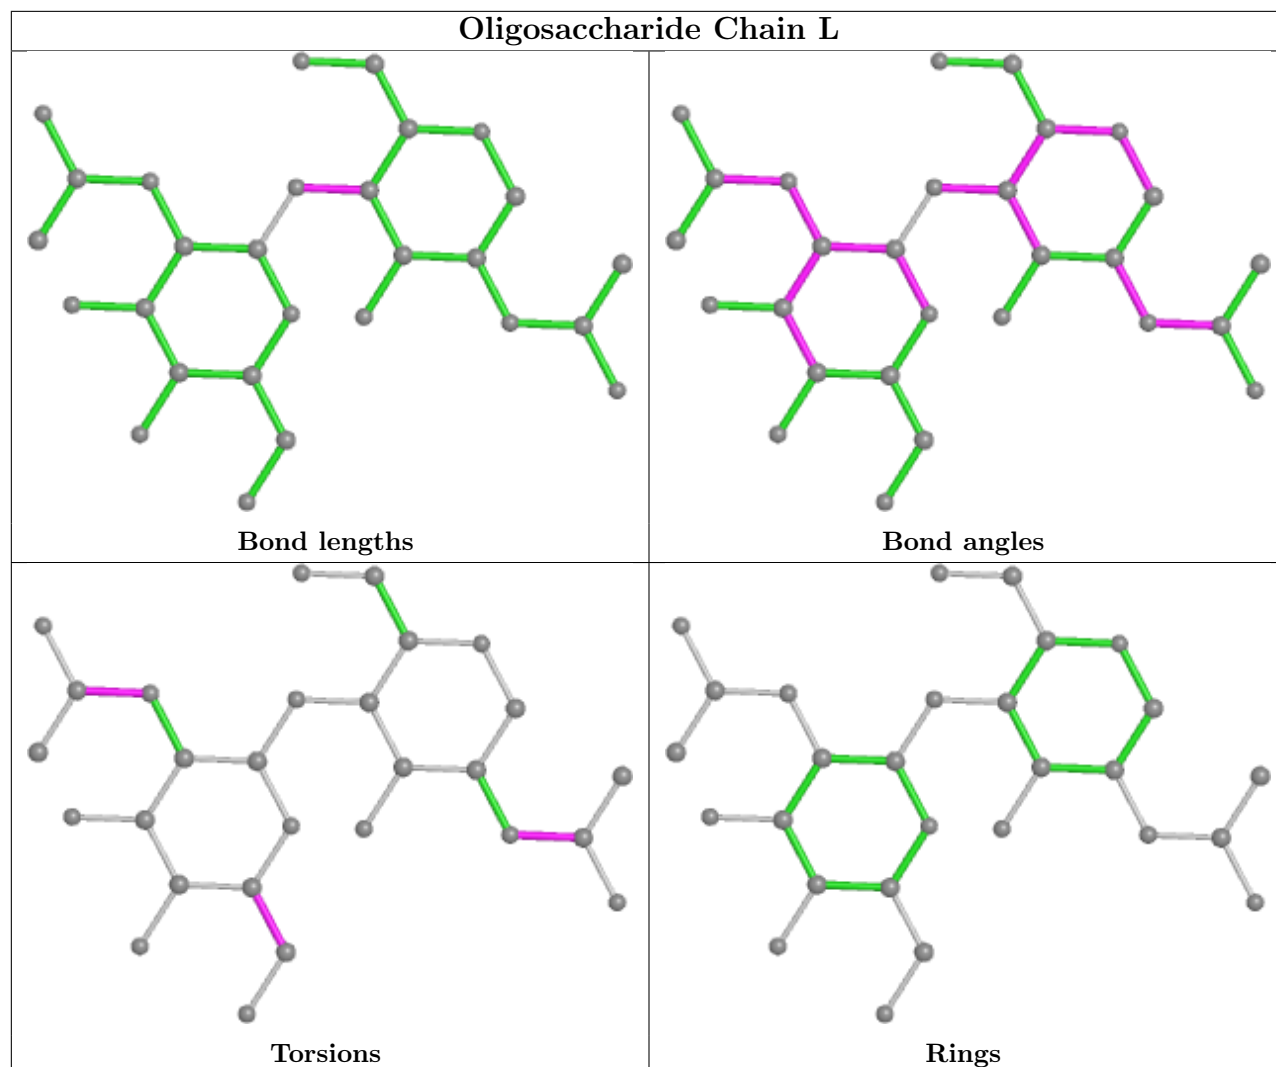 Oligosaccharide Chain L
Bond lengths
Bond angles
Torsions
Rings